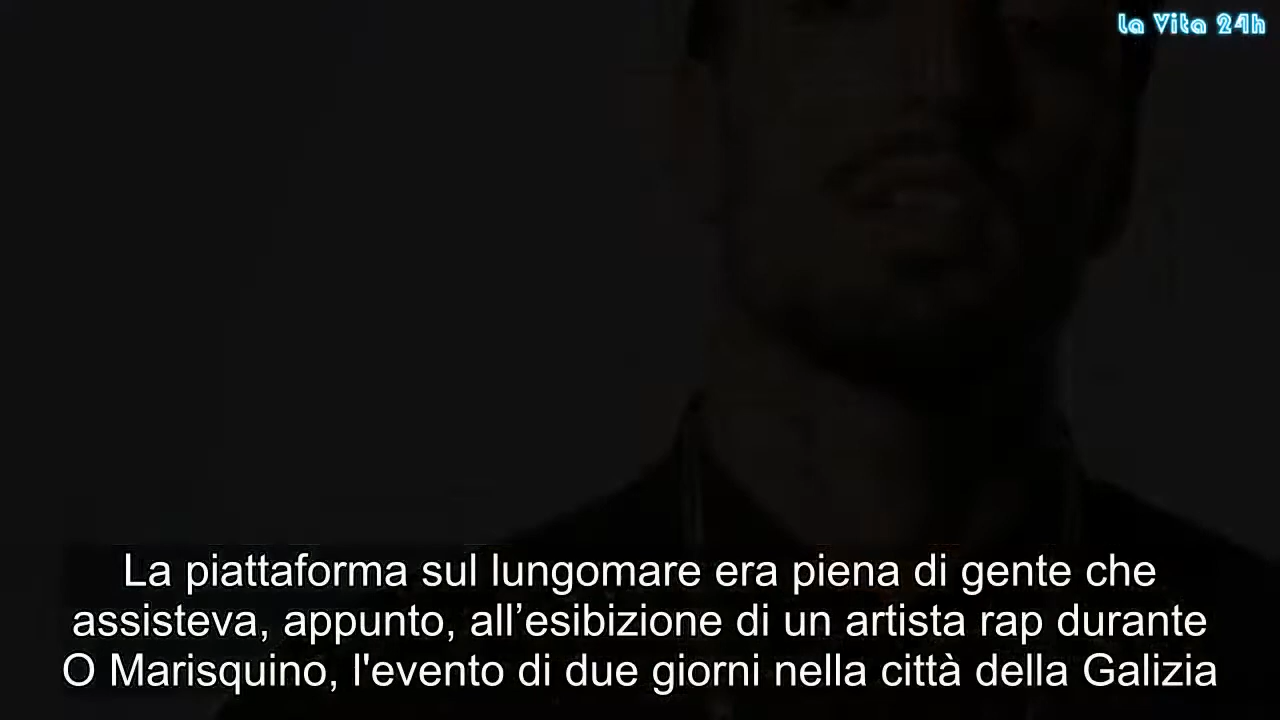 La Vita 24h
La piattaforma sul lungomare era piena di gente che
assisteva, appunto, all’esibizione di un artista rap durante
O Marisquino, l'evento di due giorni nella città della Galizia